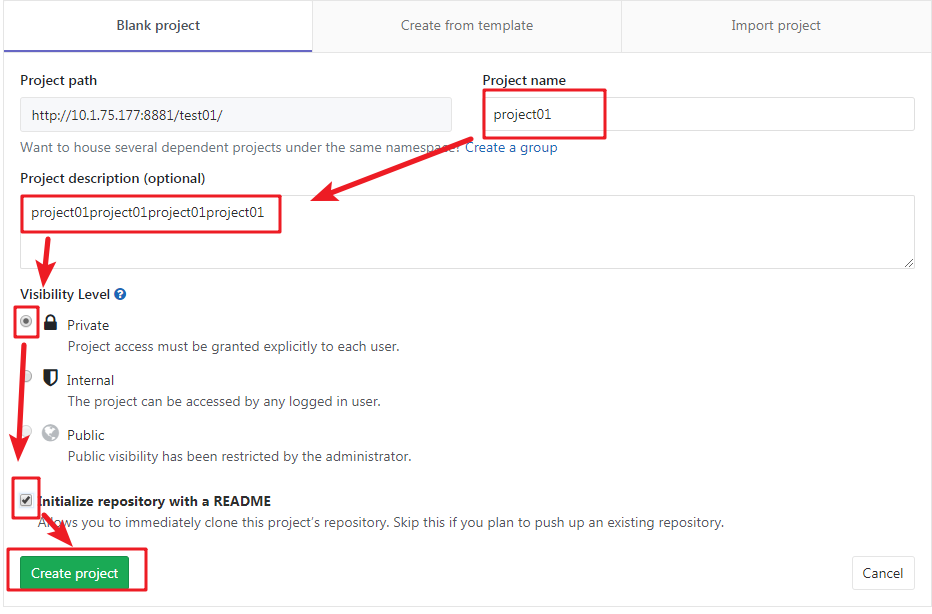 Blank project
Create from template
Import project
Project path
Project name
http://10.1.75.177:8881/test01/
project01
Want to house several dependent projects under the same namespace? Create a group
Project description (optional)
project01project01project01project01
Visibility Level
Private
Project access must be granted explicitly to each user.
Internal
The project can be accessed by any logged in user.
Public
Public visibility has been restricted by the administrator.
Initialize repository with a README
Allows you to immediately clone this project's repository. Skip this if you plan to push up an existing repository.
Create project
Cancel